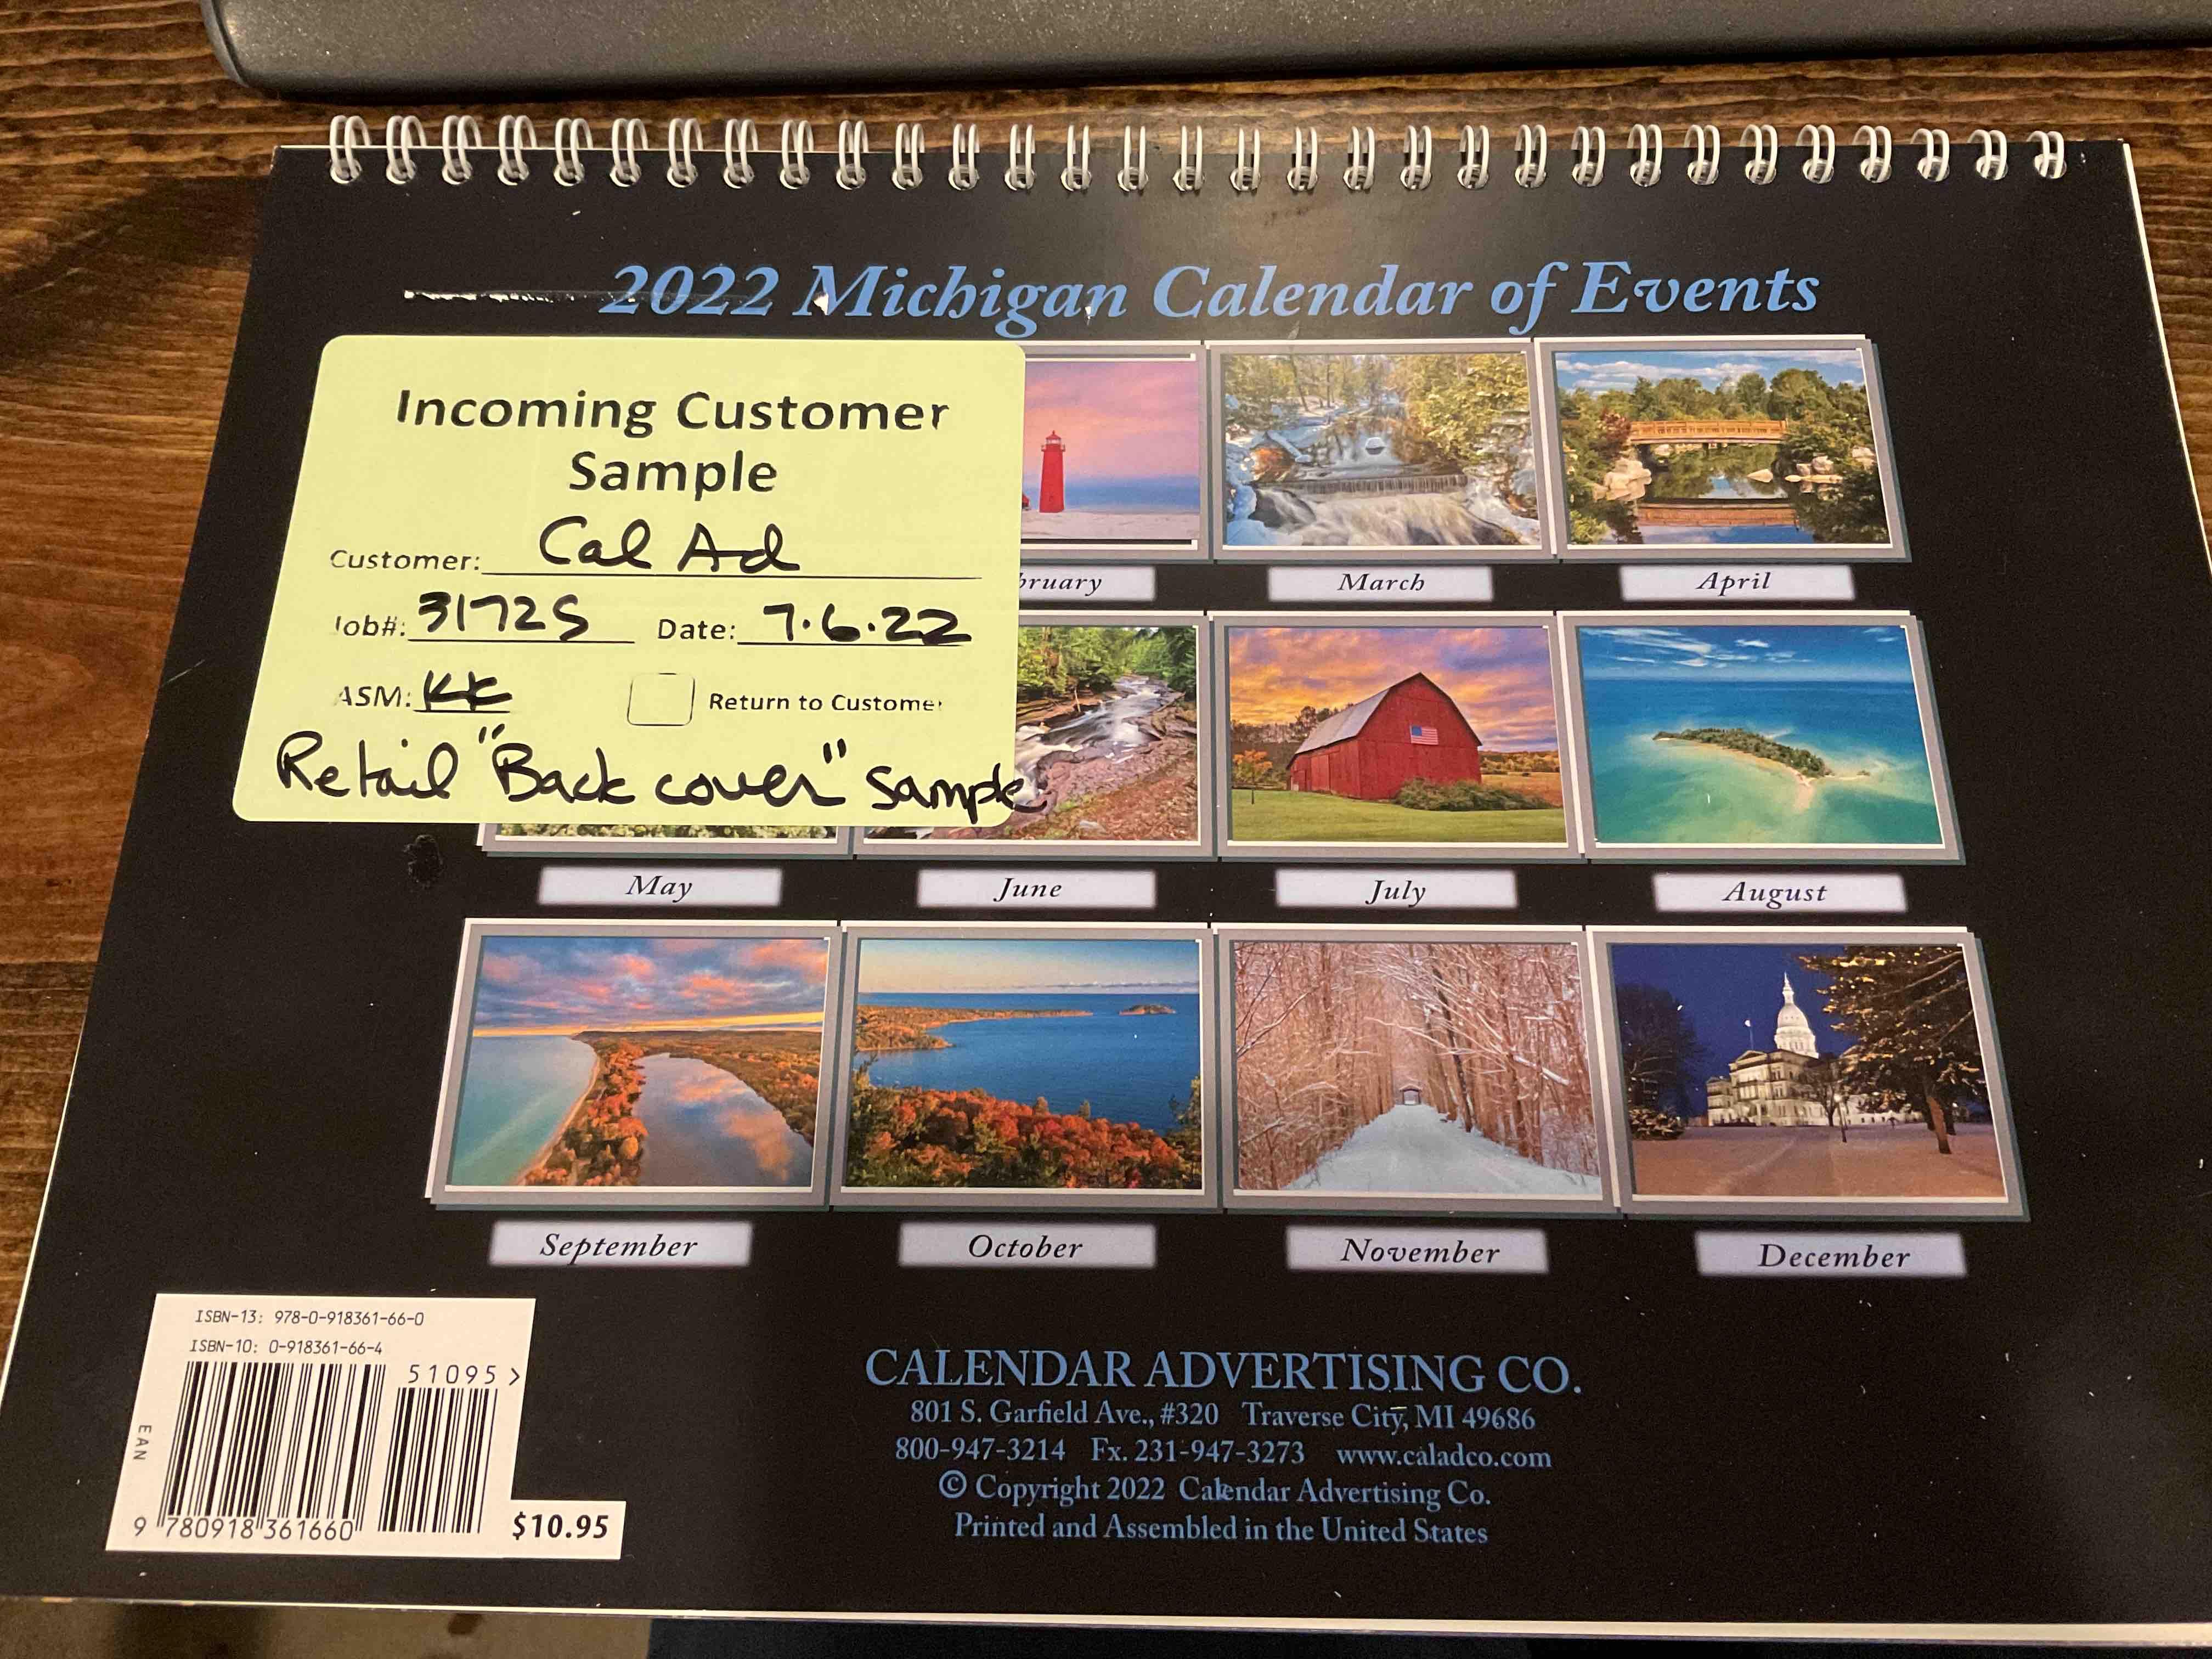 2022 Michigan Calendar of Events
Incoming Customer
Sample
Customer: Cal Ad
Job#: 31725 Date: 7.6.22
ASM: KK Return to Customer
Retail "Back cover" sample
bruary March April
May June July August
September October November December
ISBN-13: 978-0-918361-66-0
ISBN-10: 0-918361-66-4
51095>
EAN
9 780918 361660
$10.95
CALENDAR ADVERTISING CO.
801 S. Garfield Ave., #320 Traverse City, MI 49686
800-947-3214 Fx. 231-947-3273 www.caladco.com
© Copyright 2022 Calendar Advertising Co.
Printed and Assembled in the United States